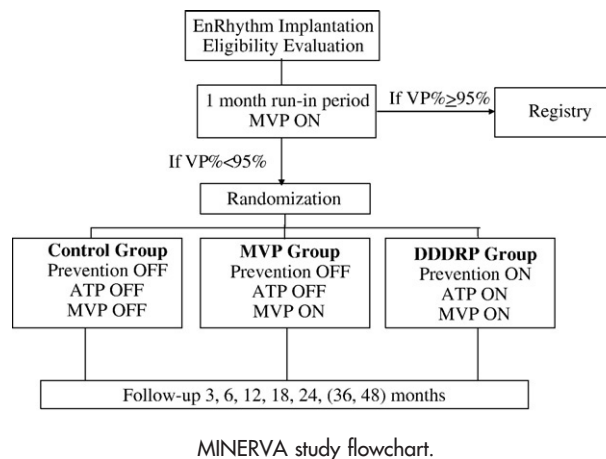 EnRhythm Implantation
Eligibility Evaluation
1 month run-in period
MVP ON
If VP%≥95%
Registry
If VP%<95%
Randomization
Control Group
Prevention OFF
ATP OFF
MVP OFF
MVP Group
Prevention OFF
ATP OFF
MVP ON
DDDRP Group
Prevention ON
ATP ON
MVP ON
Follow-up 3, 6, 12, 18, 24, (36, 48) months
MINERVA study flowchart.